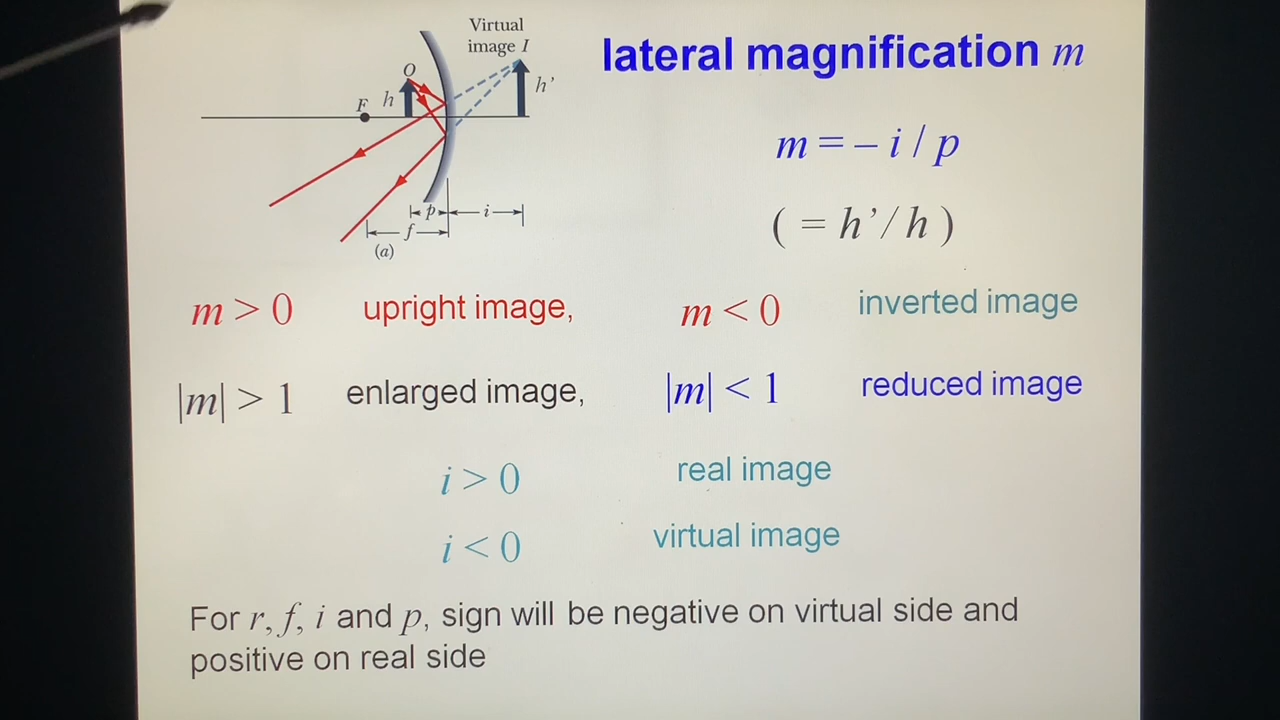 Virtual
image I
lateral magnification m
O
h'
F h
m = – i / p
p i
f
( = h'/ h )
(a)
m > 0 upright image, m < 0 inverted image
|m| > 1 enlarged image, |m| < 1 reduced image
i > 0 real image
i < 0 virtual image
For r, f, i and p, sign will be negative on virtual side and
positive on real side